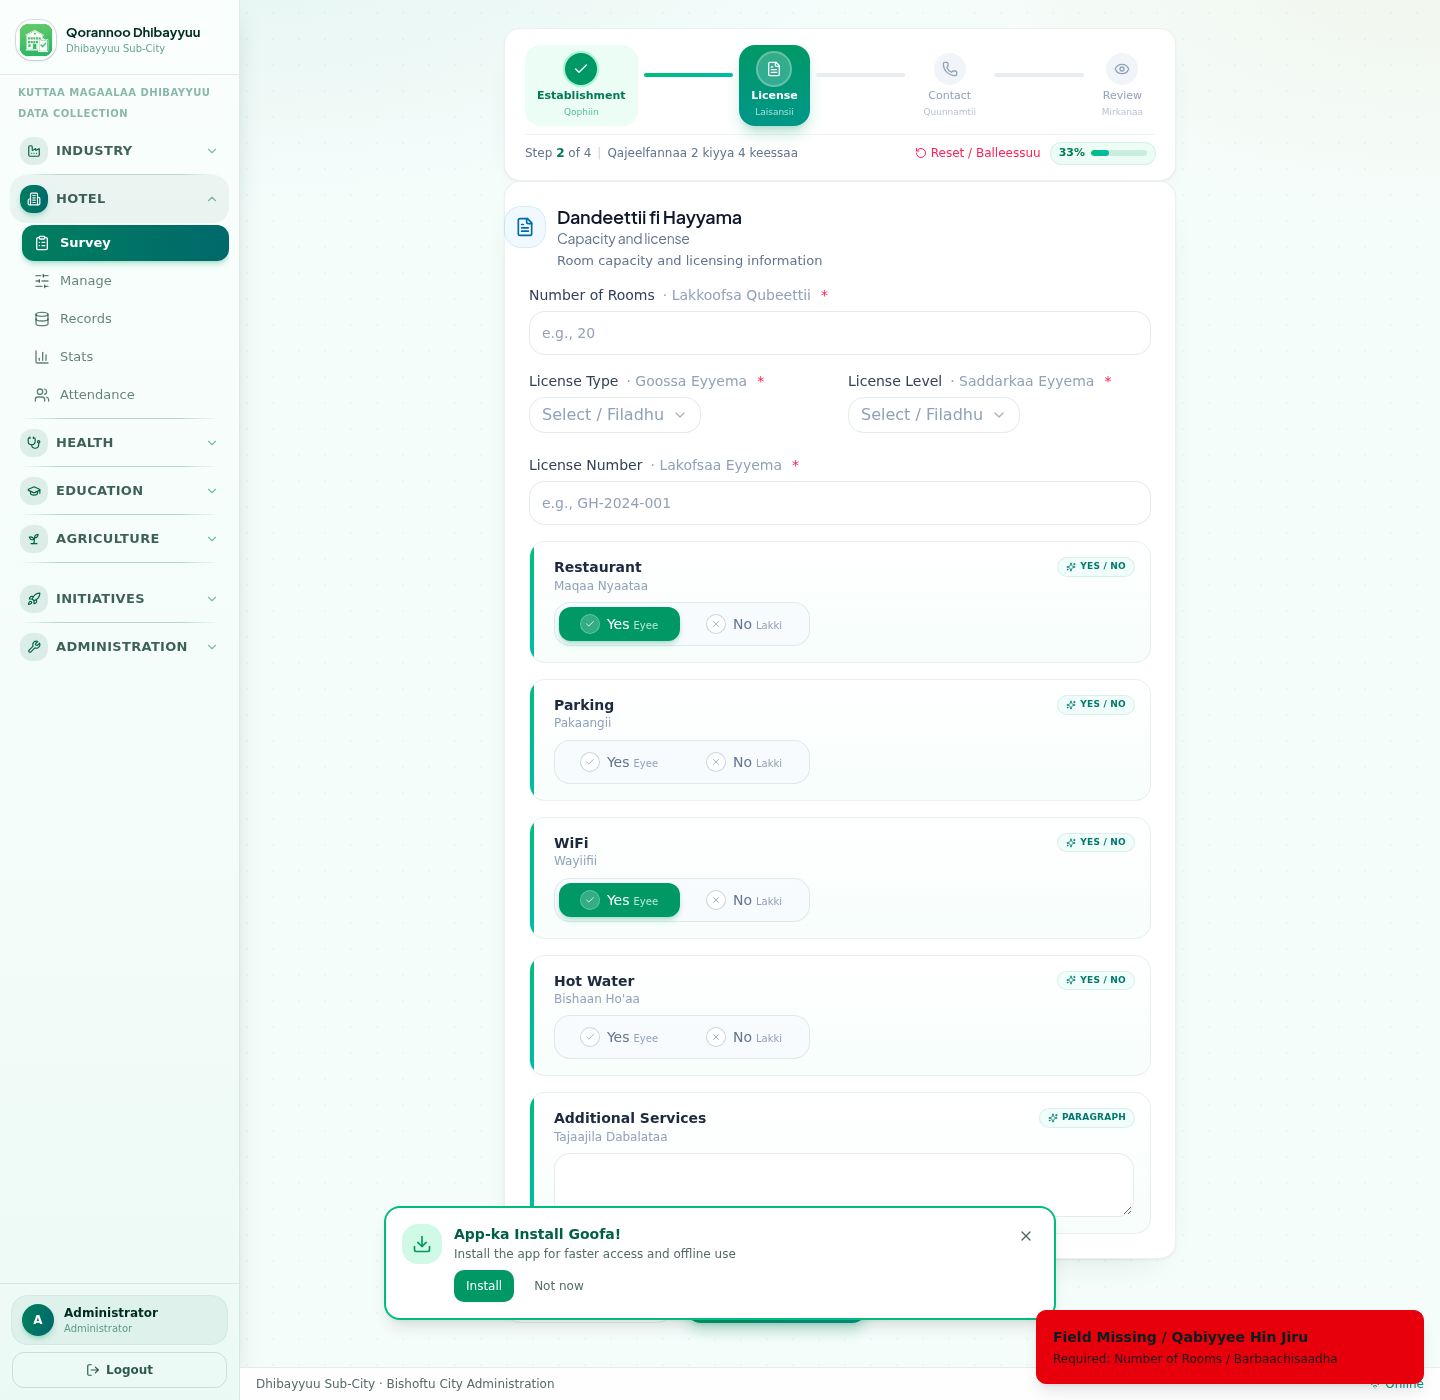 Qorannoo Dhibayyuu
Dhibayyuu Sub-City
KUTTAA MAGAALAA DHIBAYYUU
DATA COLLECTION
INDUSTRY
HOTEL
Survey
Manage
Records
Stats
Attendance
HEALTH
EDUCATION
AGRICULTURE
INITIATIVES
ADMINISTRATION
A
Administrator
Administrator
Logout
Establishment
Qophiin
License
Laisansii
Contact
Quunnamtii
Review
Mirkanaa
Step 2 of 4 | Qajeelfannaa 2 kiyya 4 keessaa
Reset / Balleessuu
33%
Dandeettii fi Hayyama
Capacity and license
Room capacity and licensing information
Number of Rooms · Lakkoofsa Qubeettii *
e.g., 20
License Type · Goossa Eyyema *
License Level · Saddarkaa Eyyema *
Select / Filadhu
Select / Filadhu
License Number · Lakofsaa Eyyema *
e.g., GH-2024-001
Restaurant
YES / NO
Maqaa Nyaataa
Yes Eyee
No Lakki
Parking
YES / NO
Pakaangii
Yes Eyee
No Lakki
WiFi
YES / NO
Wayiifii
Yes Eyee
No Lakki
Hot Water
YES / NO
Bishaan Ho'aa
Yes Eyee
No Lakki
Additional Services
PARAGRAPH
Tajaajila Dabalataa
App-ka Install Goofa!
Install the app for faster access and offline use
Install
Not now
Field Missing / Qabiyyee Hin Jiru
Required: Number of Rooms / Barbaachisaadha
Dhibayyuu Sub-City · Bishoftu City Administration
Online